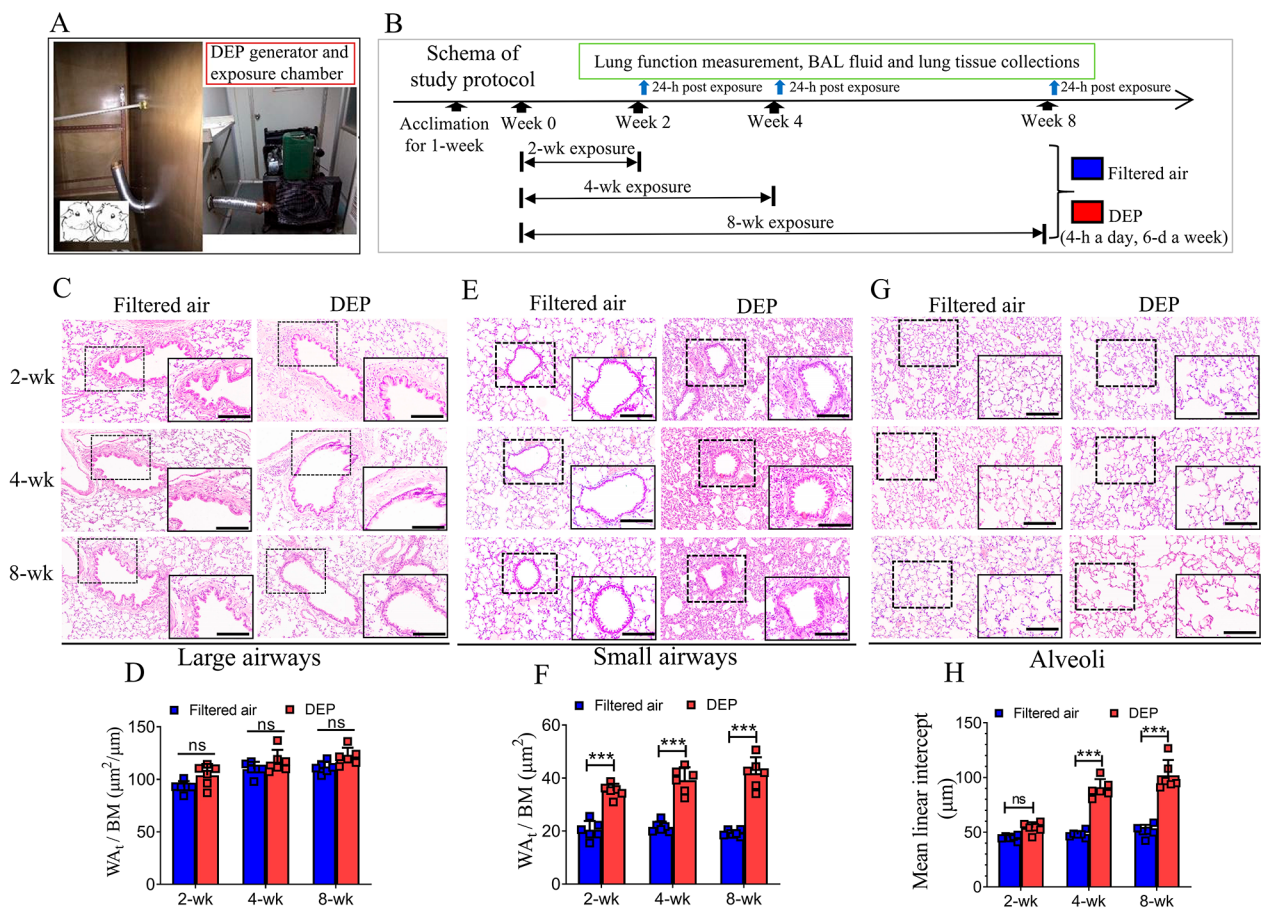 A
DEP generator and
exposure chamber
B
Schema of
study protocol
Lung function measurement, BAL fluid and lung tissue collections
24-h post exposure
24-h post exposure
24-h post exposure
Acclimation
for 1-week
Week 0
Week 2
Week 4
Week 8
2-wk exposure
4-wk exposure
8-wk exposure
Filtered air
DEP
(4-h a day, 6-d a week)
C
Filtered air
DEP
E
Filtered air
DEP
G
Filtered air
DEP
2-wk
4-wk
8-wk
Large airways
Small airways
Alveoli
D
Filtered air
DEP
WAt / BM (μm²/μm)
150
100
50
0
ns
ns
ns
2-wk
4-wk
8-wk
F
Filtered air
DEP
WAt / BM (μm²)
60
40
20
0
***
***
***
2-wk
4-wk
8-wk
H
Filtered air
DEP
Mean linear intercept
(μm)
150
100
50
0
ns
***
***
2-wk
4-wk
8-wk